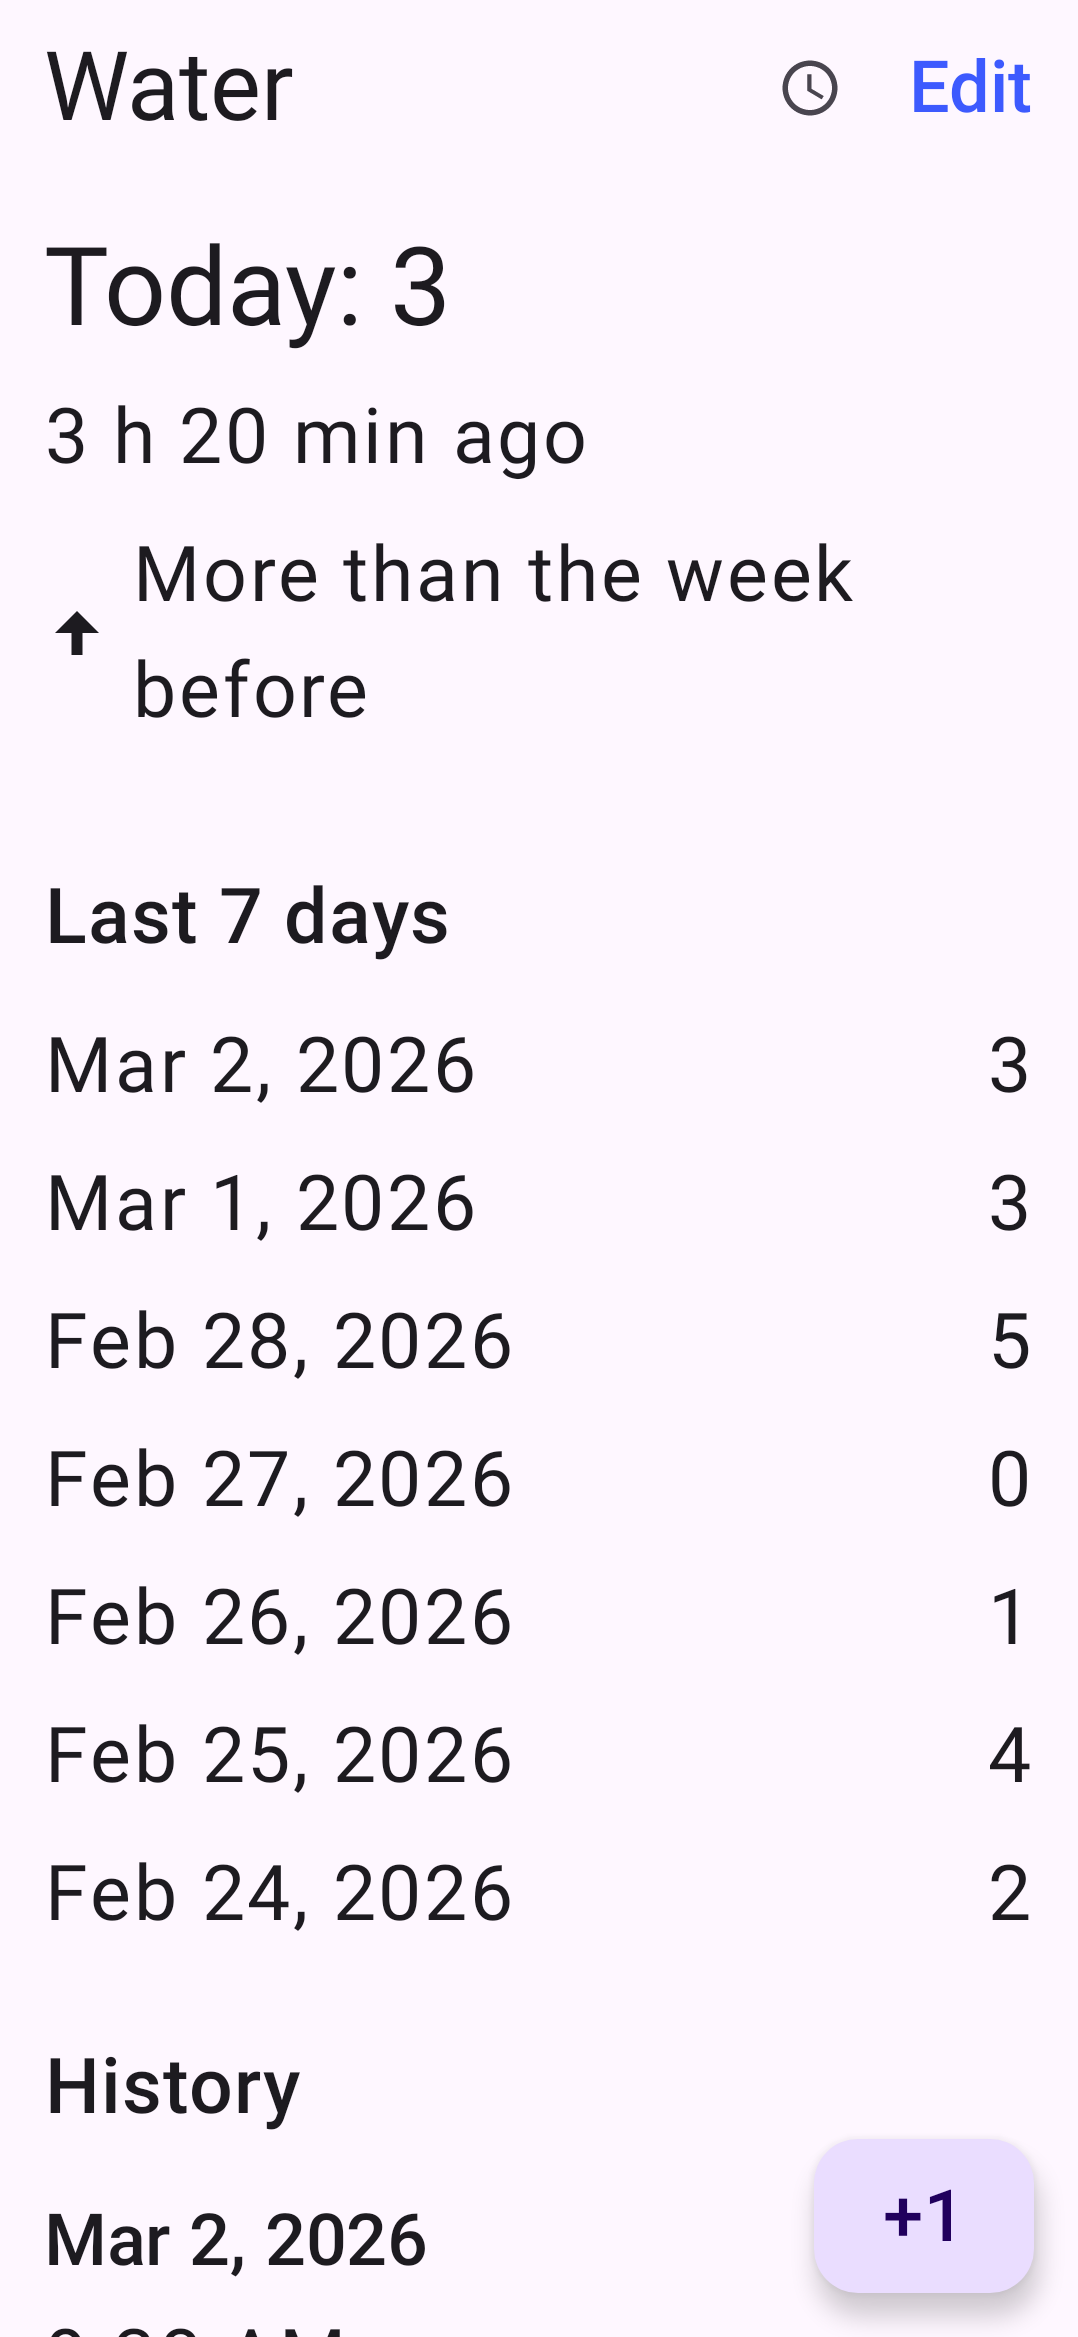 Water
Edit
Today: 3
3 h 20 min ago
More than the week
before
Last 7 days
Mar 2, 2026 3
Mar 1, 2026 3
Feb 28, 2026 5
Feb 27, 2026 0
Feb 26, 2026 1
Feb 25, 2026 4
Feb 24, 2026 2
History
+1
Mar 2, 2026
AM